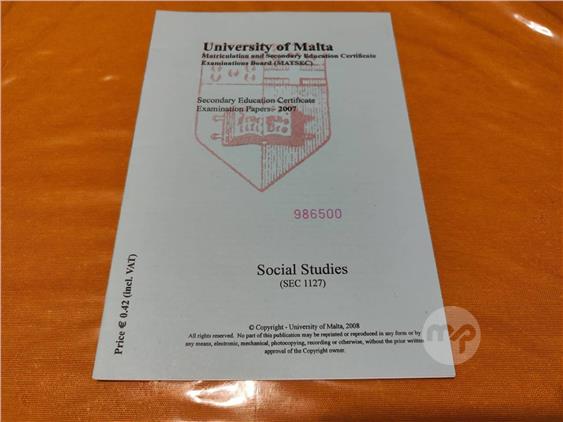 University of Malta
Matriculation and Secondary Education Certificate
Examinations Board (MATSEC)
Secondary Education Certificate
Examination Papers - 2007
986500
Social Studies
(SEC 1127)
Price € 0.42 (incl. VAT)
© Copyright - University of Malta, 2008
All rights reserved. No part of this publication may be reprinted or reproduced in any form or by
any means, electronic, mechanical, photocopying, recording or otherwise, without the prior written
approval of the Copyright owner.